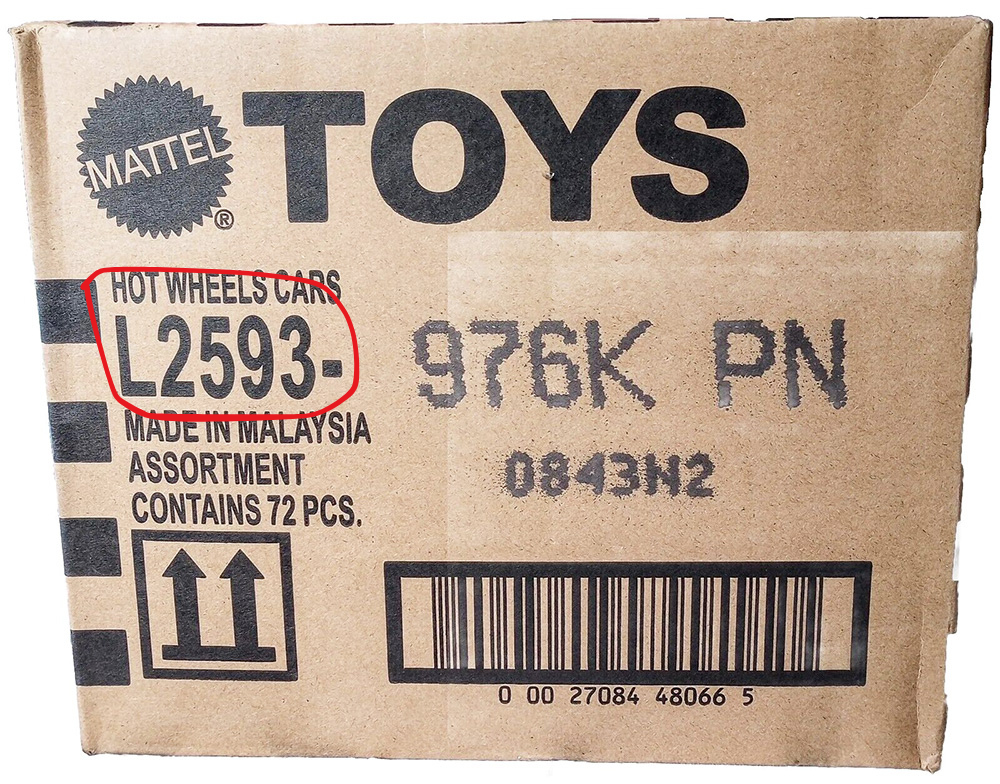 MATTEL ® TOYS
HOT WHEELS CARS
L2593-
MADE IN MALAYSIA
ASSORTMENT
CONTAINS 72 PCS.
976K PN
0843N2
0 00 27084 48066 5